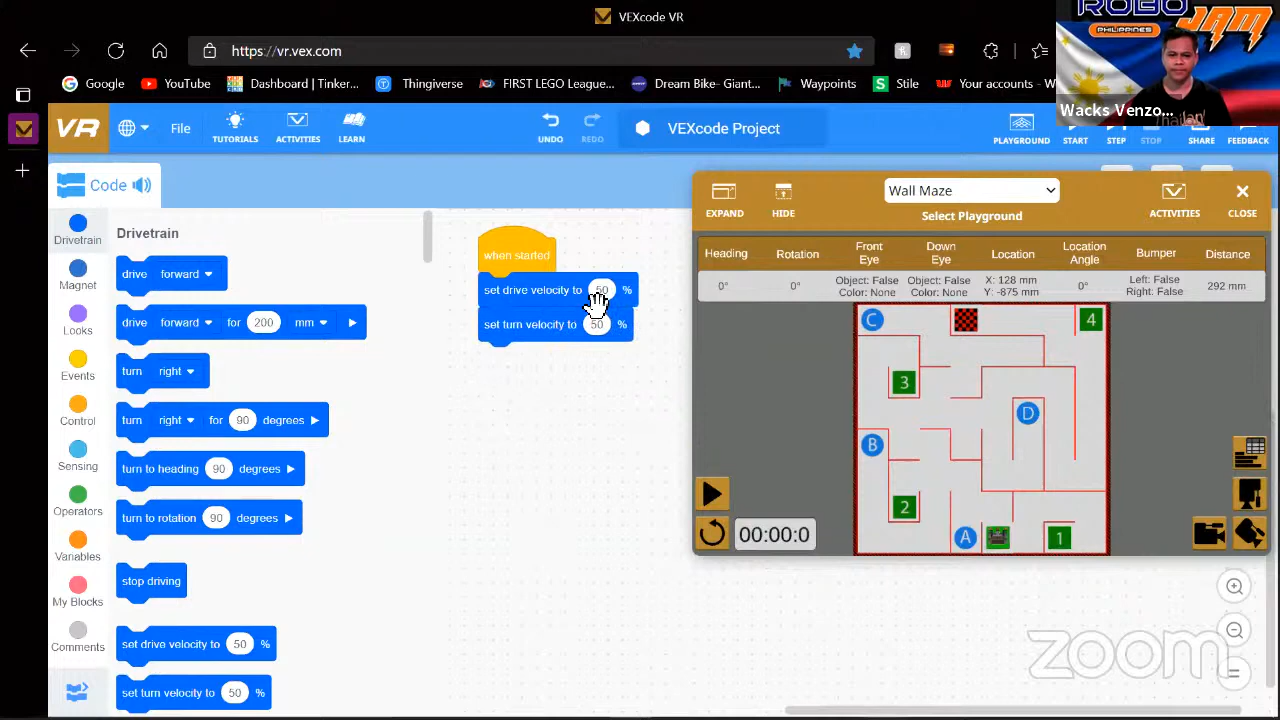 VEXcode VR
https://vr.vex.com
Google
YouTube
Dashboard | Tinker...
Thingiverse
FIRST LEGO League...
Dream Bike- Giant...
Waypoints
Stile
Your accounts - W
ROBO
JAM
PHILIPPINES
Wacks Venzo...
VR
File
TUTORIALS
ACTIVITIES
LEARN
UNDO
REDO
VEXcode Project
PLAYGROUND
START
STEP
STOP
SHARE
FEEDBACK
Code
Drivetrain
Magnet
Looks
Events
Control
Sensing
Operators
Variables
My Blocks
Comments
Drivetrain
drive forward
drive forward for 200 mm
turn right
turn right for 90 degrees
turn to heading 90 degrees
turn to rotation 90 degrees
stop driving
set drive velocity to 50 %
set turn velocity to 50 %
when started
set drive velocity to 50 %
set turn velocity to 50 %
EXPAND
HIDE
Wall Maze
Select Playground
ACTIVITIES
CLOSE
Heading Rotation Front Eye Down Eye Location Location Angle Bumper Distance
0° 0° Object: False Color: None Object: False Color: None X: 128 mm Y: -875 mm 0° Left: False Right: False 292 mm
C
4
3
D
B
2
A
1
00:00:0
zoom